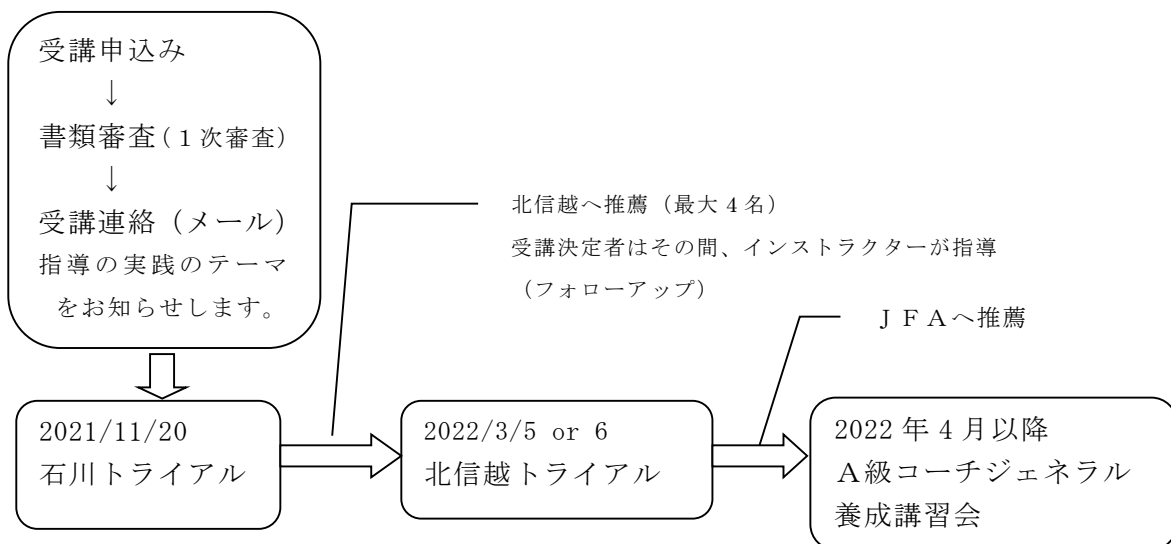 受講申込み
↓
書類審査(１次審査)
↓
受講連絡（メール）
指導の実践のテーマ
をお知らせします。
北信越へ推薦（最大４名）
受講決定者はその間、インストラクターが指導
（フォローアップ）
ＪＦＡへ推薦
2021/11/20
石川トライアル
2022/3/5 or 6
北信越トライアル
2022 年４月以降
Ａ級コーチジェネラル
養成講習会